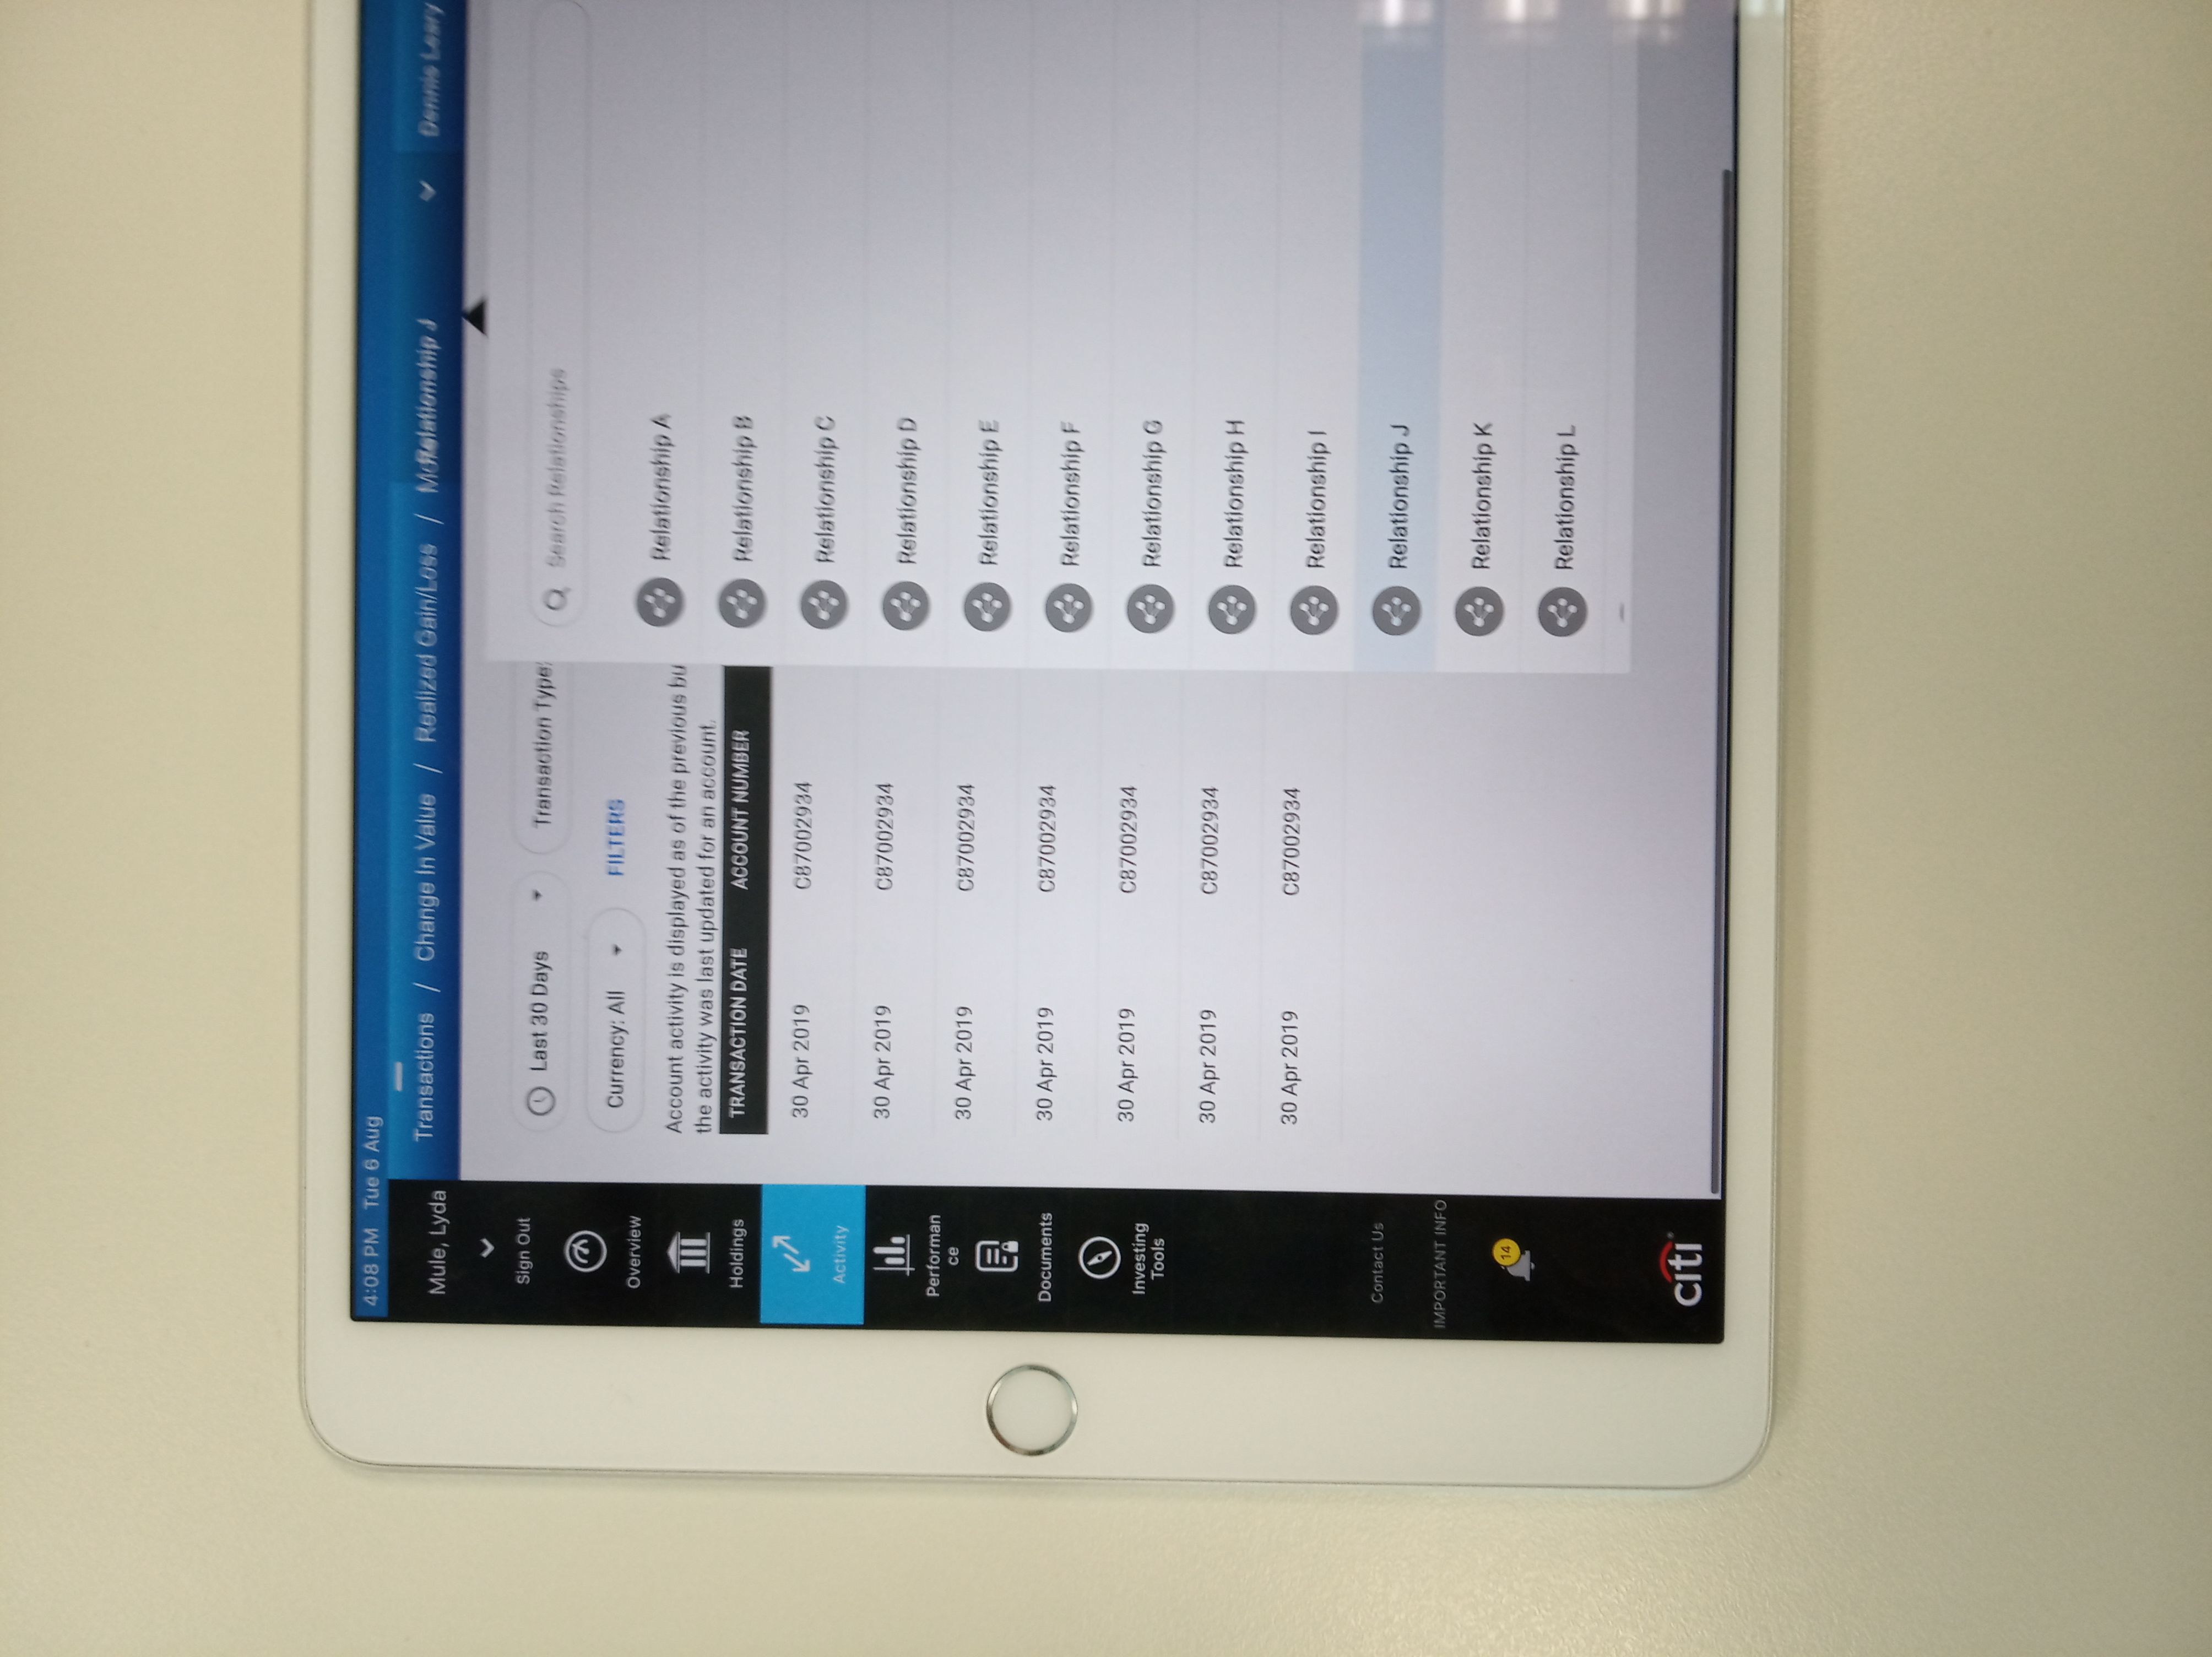 4:08 PM Tue 6 Aug
Mule, Lyda
Sign Out
Overview
Holdings
Activity
Performan
ce
Documents
Investing
Tools
Contact Us
IMPORTANT INFO
14
citi
Transactions / Change In Value / Realized Gain/Loss / Relationship J Dennis Leary
Last 30 Days Transaction Type:
Currency: All FILTERS
Account activity is displayed as of the previous bu
the activity was last updated for an account.
TRANSACTION DATE ACCOUNT NUMBER
30 Apr 2019 C87002934
30 Apr 2019 C87002934
30 Apr 2019 C87002934
30 Apr 2019 C87002934
30 Apr 2019 C87002934
30 Apr 2019 C87002934
30 Apr 2019 C87002934
Search Relationships
Relationship A
Relationship B
Relationship C
Relationship D
Relationship E
Relationship F
Relationship G
Relationship H
Relationship I
Relationship J
Relationship K
Relationship L